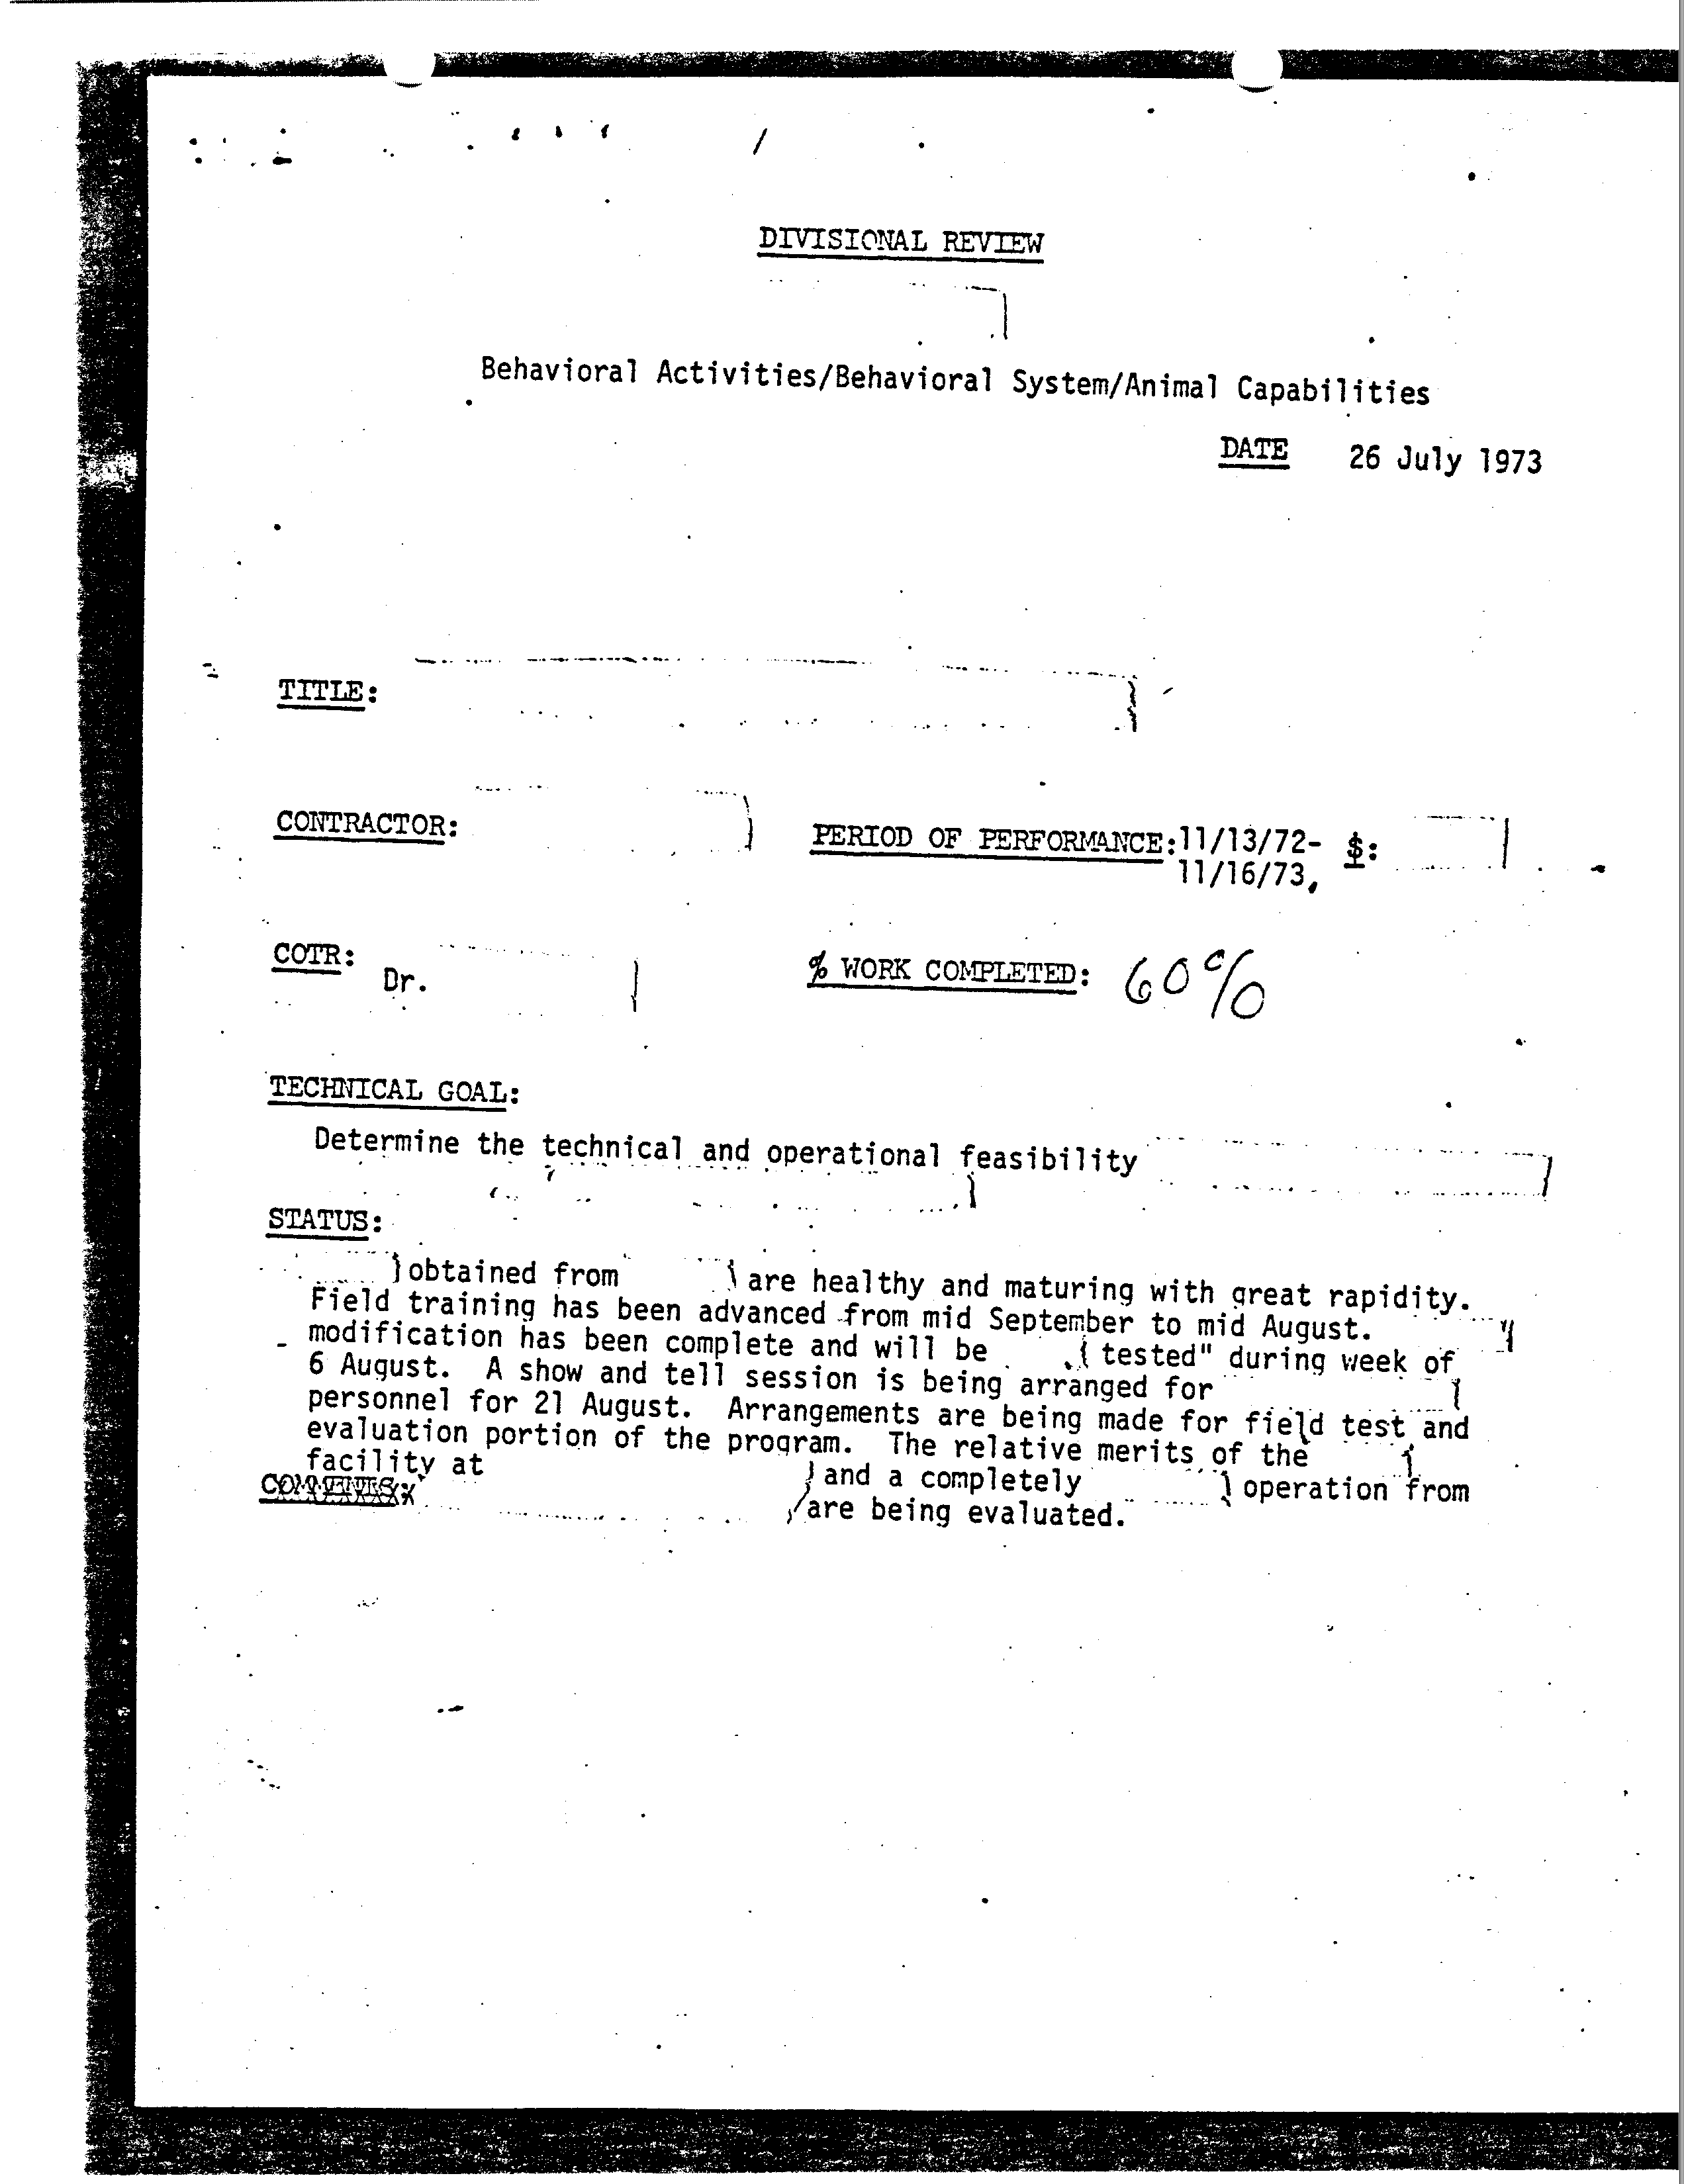 DIVISIONAL REVIEW
Behavioral Activities/Behavioral System/Animal Capabilities
DATE 26 July 1973
TITLE:
CONTRACTOR: PERIOD OF PERFORMANCE:11/13/72- $:
11/16/73,
COTR: Dr. % WORK COMPLETED: 60%
TECHNICAL GOAL:
Determine the technical and operational feasibility
STATUS:
obtained from are healthy and maturing with great rapidity.
Field training has been advanced from mid September to mid August.
modification has been complete and will be tested" during week of
6 August. A show and tell session is being arranged for
personnel for 21 August. Arrangements are being made for field test and
evaluation portion of the program. The relative merits of the
facility at and a completely operation from
COMMENTS: are being evaluated.